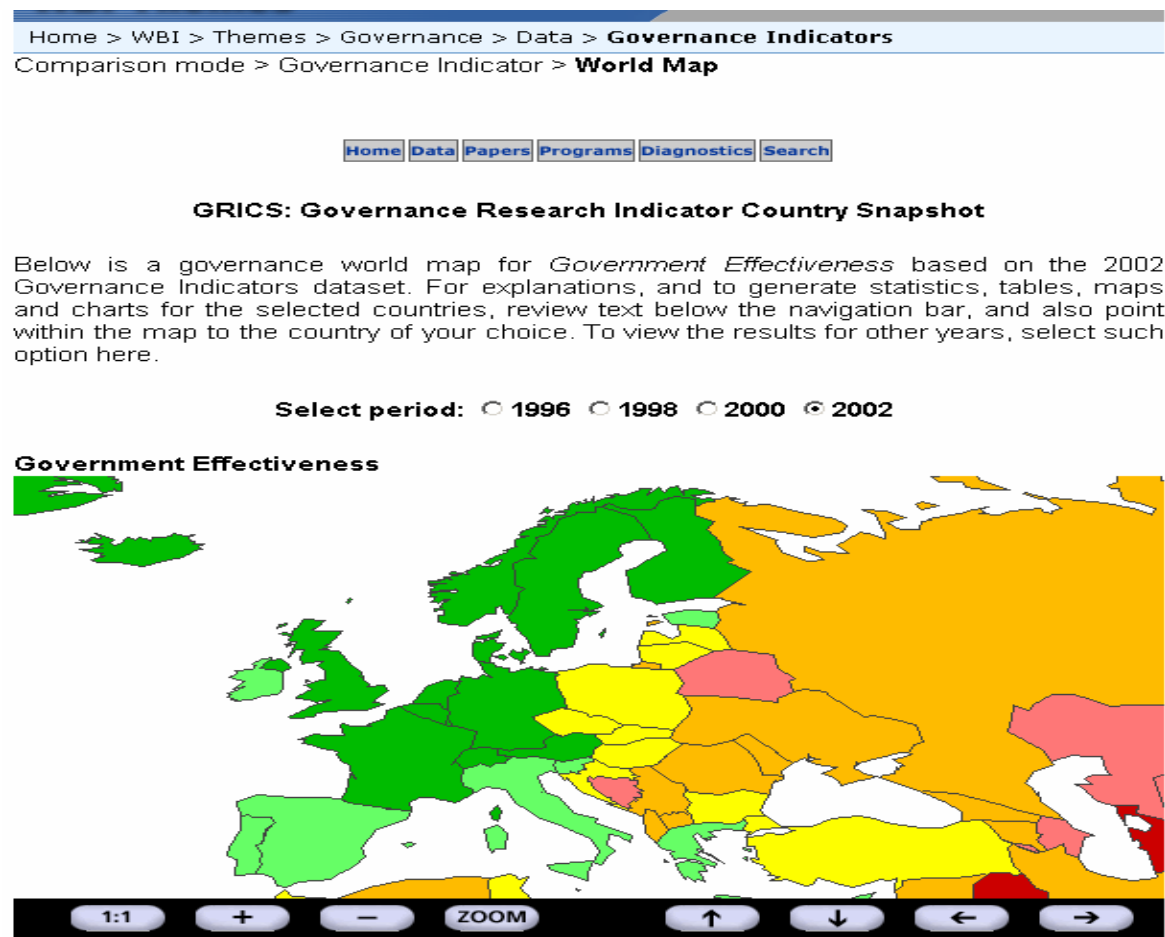 Home > WBI > Themes > Governance > Data > Governance Indicators
Comparison mode > Governance Indicator > World Map
Home Data Papers Programs Diagnostics Search
GRICS: Governance Research Indicator Country Snapshot
Below is a governance world map for Government Effectiveness based on the 2002
Governance Indicators dataset. For explanations, and to generate statistics, tables, maps
and charts for the selected countries, review text below the navigation bar, and also point
within the map to the country of your choice. To view the results for other years, select such
option here.
Select period: 1996 1998 2000 2002
Government Effectiveness
1:1 + − ZOOM ↑ ↓ ← →